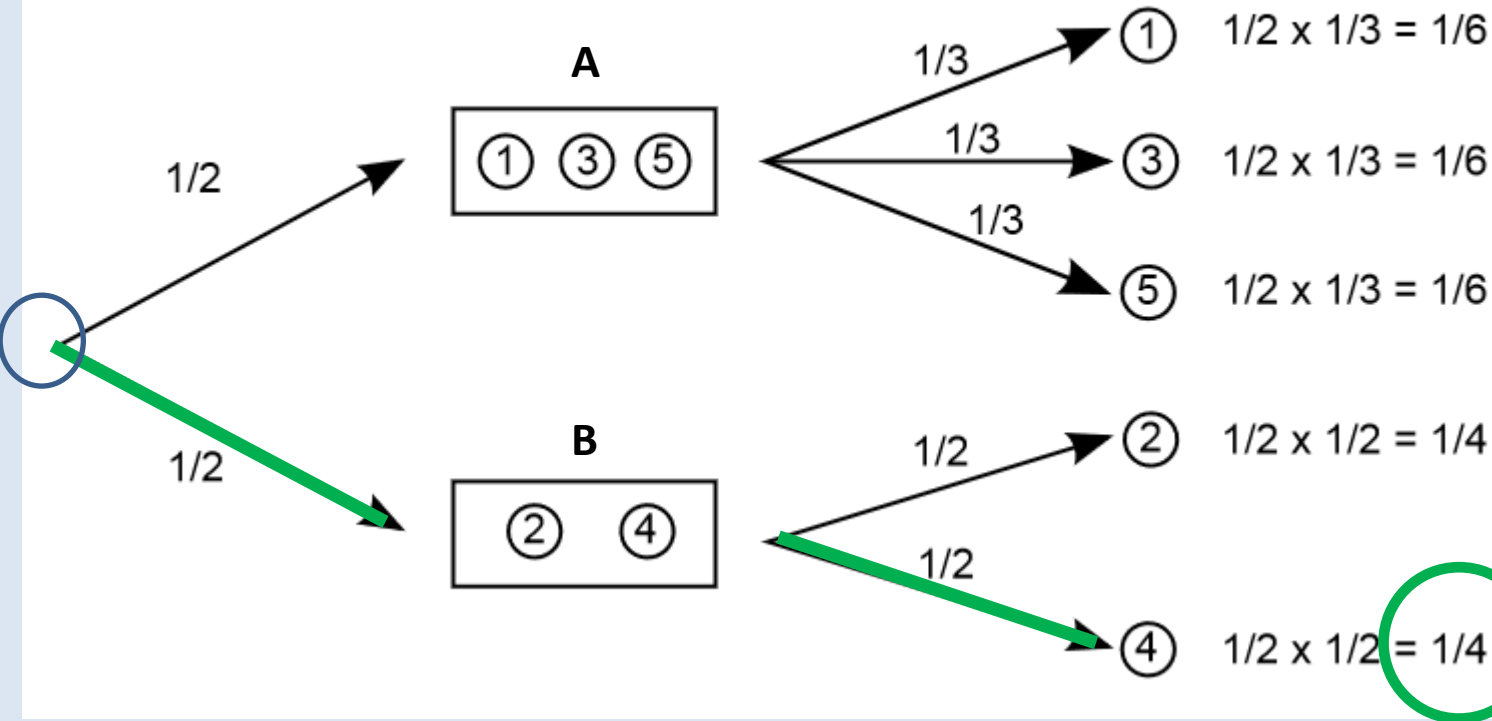 A
1/2
1 3 5
1/3
1/3
1/3
1 1/2 x 1/3 = 1/6
3 1/2 x 1/3 = 1/6
5 1/2 x 1/3 = 1/6
B
1/2
2 4
1/2
1/2
2 1/2 x 1/2 = 1/4
4 1/2 x 1/2 = 1/4